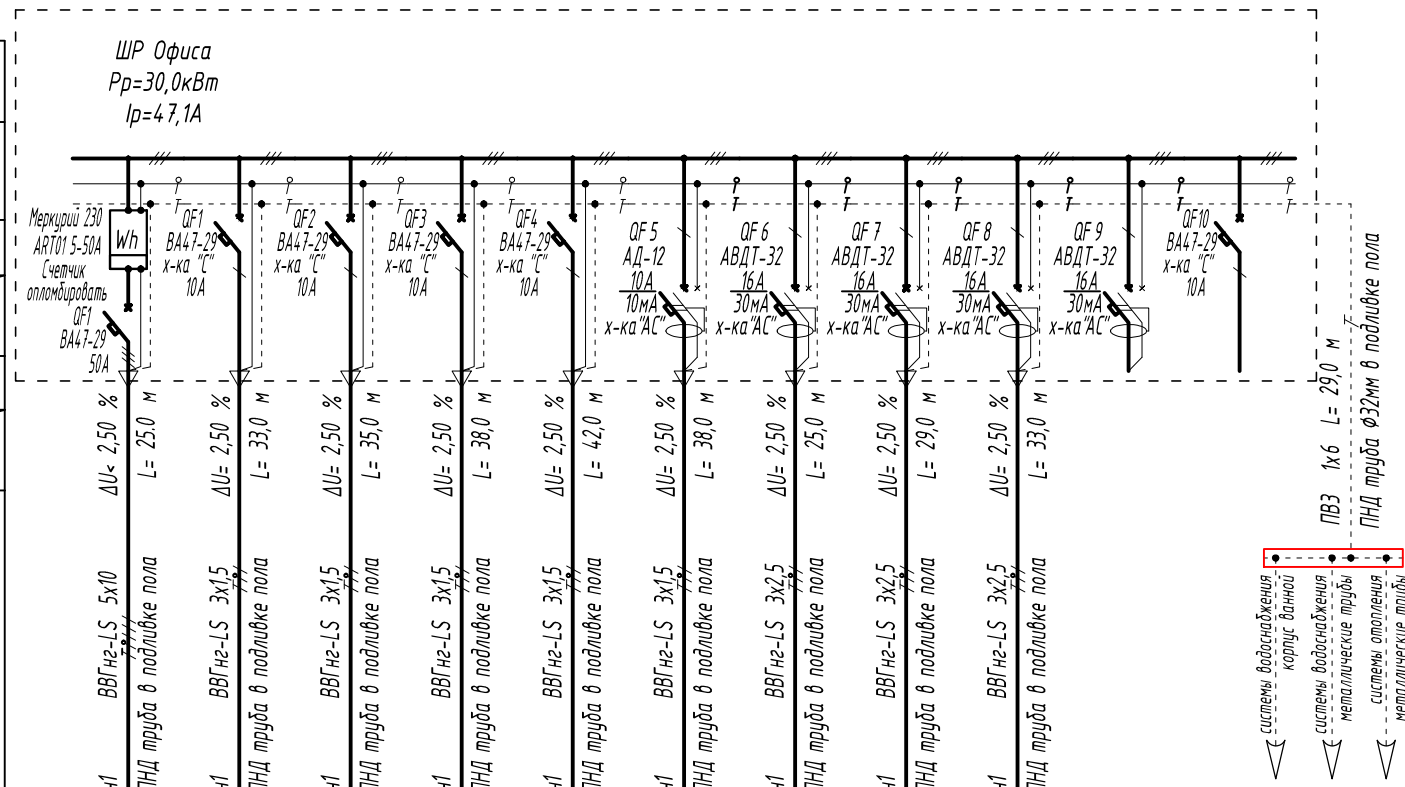 ШР Офиса
Рр=30,0кВт
Iр=47,1А
Меркурий 230
ART01 5-50A
Счетчик
опломбировать
Wh
QF1
ВА47-29
50А
QF1
ВА47-29
х-ка "С"
10А
QF2
ВА47-29
х-ка "С"
10А
QF3
ВА47-29
х-ка "С"
10А
QF4
ВА47-29
х-ка "С"
10А
QF 5
АД-12
10А
10мА
х-ка"АС"
QF 6
АВДТ-32
16А
30мА
х-ка"АС"
QF 7
АВДТ-32
16А
30мА
х-ка"АС"
QF 8
АВДТ-32
16А
30мА
х-ка"АС"
QF 9
АВДТ-32
16А
30мА
х-ка"АС"
QF10
ВА47-29
х-ка "С"
10А
ΔU< 2,50 %
L= 25.0 м
ΔU= 2,50 %
L= 33,0 м
ΔU= 2,50 %
L= 35,0 м
ΔU= 2,50 %
L= 38,0 м
ΔU= 2,50 %
L= 42,0 м
ΔU= 2,50 %
L= 38,0 м
ΔU= 2,50 %
L= 25,0 м
ΔU= 2,50 %
L= 29,0 м
ΔU= 2,50 %
L= 33,0 м
ВВГнг-LS 5х10
ПНД труба в подливке пола
ВВГнг-LS 3х1,5
ПНД труба в подливке пола
ВВГнг-LS 3х1,5
ПНД труба в подливке пола
ВВГнг-LS 3х1,5
ПНД труба в подливке пола
ВВГнг-LS 3х1,5
ПНД труба в подливке пола
ВВГнг-LS 3х1,5
ПНД труба в подливке пола
ВВГнг-LS 3х2,5
ПНД труба в подливке пола
ВВГнг-LS 3х2,5
ПНД труба в подливке пола
ВВГнг-LS 3х2,5
ПНД труба в подливке пола
ПВ3 1х6 L= 29,0 м
ПНД труба ф32мм в подливке пола
системы водоснабжения
корпус ванной
системы водоснабжения
металлические трубы
системы отопления
металлические трубы